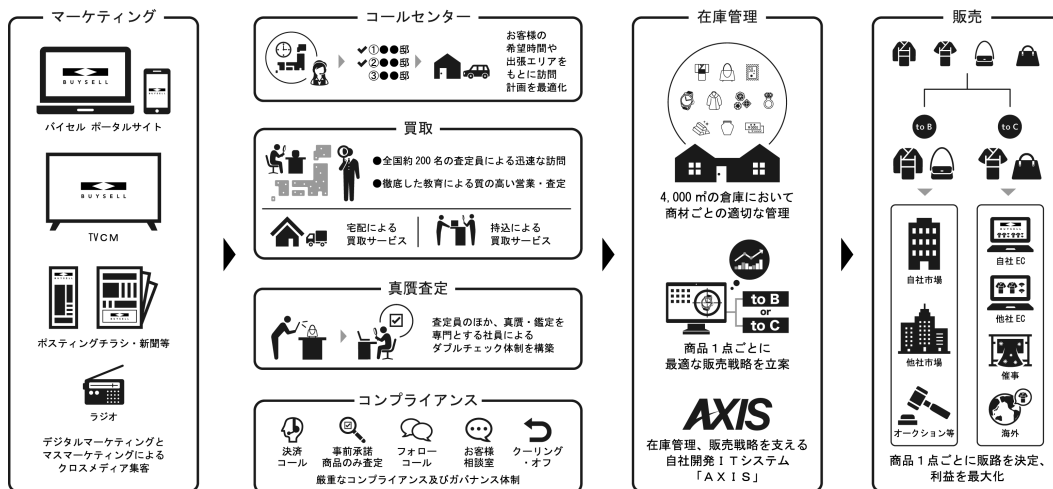 マーケティング
BUYSELL
バイセル ポータルサイト
BUYSELL
TVCM
ポスティングチラシ・新聞等
ラジオ
デジタルマーケティングと
マスマーケティングによる
クロスメディア集客
コールセンター
①●●邸
②●●邸
③●●邸
お客様の
希望時間や
出張エリアを
もとに訪問
計画を最適化
買取
●全国約200名の査定員による迅速な訪問
●徹底した教育による質の高い営業・査定
宅配による
買取サービス
持込による
買取サービス
真贋査定
査定員のほか、真贋・鑑定を
専門とする社員による
ダブルチェック体制を構築
コンプライアンス
決済
コール
事前承諾
商品のみ査定
フォロー
コール
お客様
相談室
クーリング
・オフ
厳重なコンプライアンス及びガバナンス体制
在庫管理
4,000㎡の倉庫において
商材ごとの適切な管理
to B
or
to C
商品1点ごとに
最適な販売戦略を立案
AXIS
在庫管理、販売戦略を支える
自社開発ITシステム
「AXIS」
販売
to B
to C
自社市場
他社市場
オークション等
自社EC
他社EC
催事
海外
商品1点ごとに販路を決定、
利益を最大化